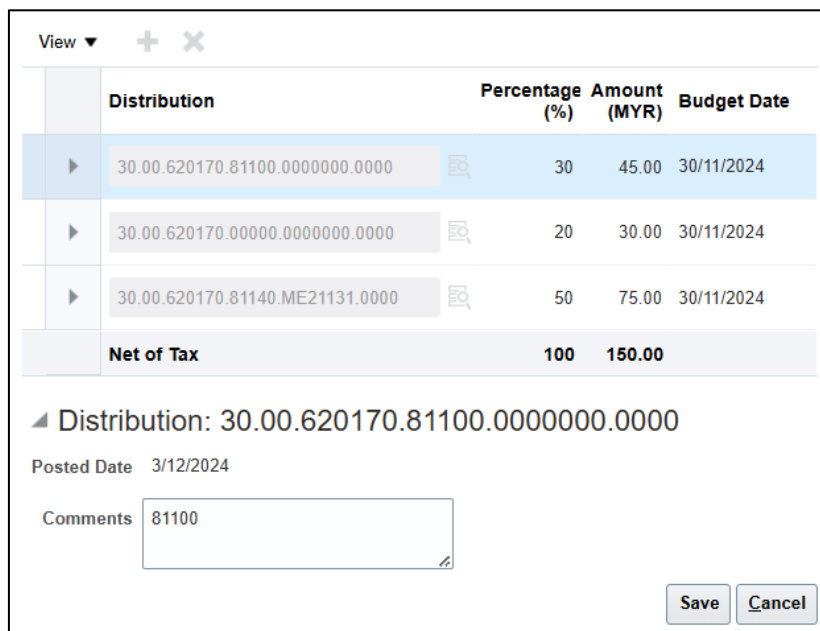 View
Distribution Percentage (%) Amount (MYR) Budget Date
30.00.620170.81100.0000000.0000 30 45.00 30/11/2024
30.00.620170.00000.0000000.0000 20 30.00 30/11/2024
30.00.620170.81140.ME21131.0000 50 75.00 30/11/2024
Net of Tax 100 150.00
Distribution: 30.00.620170.81100.0000000.0000
Posted Date 3/12/2024
Comments 81100
Save Cancel